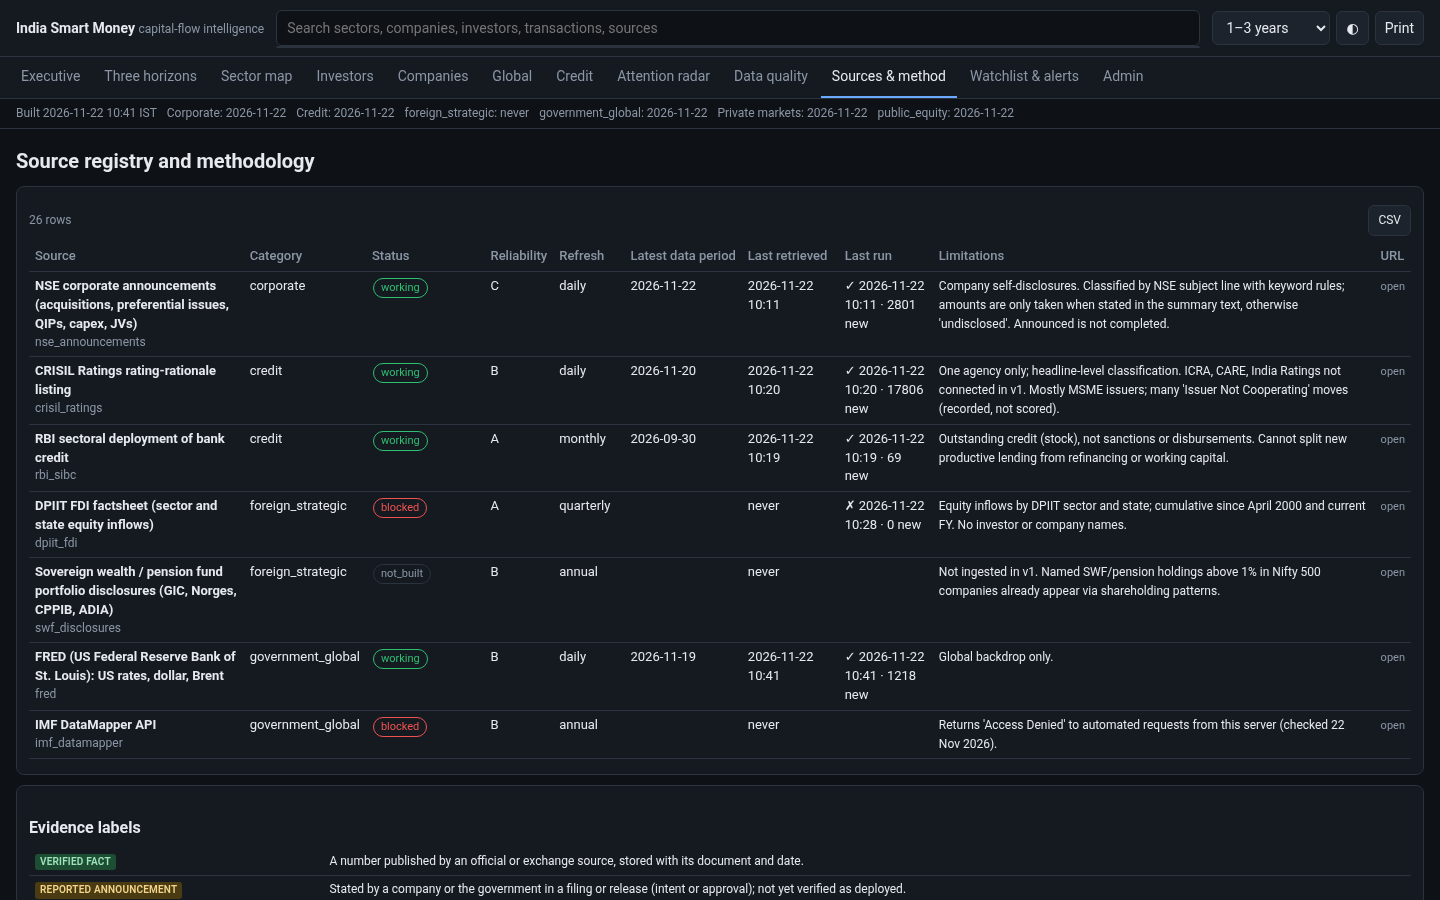 India Smart Money capital-flow intelligence
Search sectors, companies, investors, transactions, sources
1–3 years
Print
Executive Three horizons Sector map Investors Companies Global Credit Attention radar Data quality Sources & method Watchlist & alerts Admin
Built 2026-11-22 10:41 IST Corporate: 2026-11-22 Credit: 2026-11-22 foreign_strategic: never government_global: 2026-11-22 Private markets: 2026-11-22 public_equity: 2026-11-22
Source registry and methodology
26 rows
CSV
Source Category Status Reliability Refresh Latest data period Last retrieved Last run Limitations URL
NSE corporate announcements corporate working C daily 2026-11-22 2026-11-22 ✓ 2026-11-22 Company self-disclosures. Classified by NSE subject line with keyword rules; open
(acquisitions, preferential issues, 10:11 10:11 · 2801 amounts are only taken when stated in the summary text, otherwise
QIPs, capex, JVs) new 'undisclosed'. Announced is not completed.
nse_announcements
CRISIL Ratings rating-rationale credit working B daily 2026-11-20 2026-11-22 ✓ 2026-11-22 One agency only; headline-level classification. ICRA, CARE, India Ratings not open
listing 10:20 10:20 · 17806 connected in v1. Mostly MSME issuers; many 'Issuer Not Cooperating' moves
crisil_ratings new (recorded, not scored).
RBI sectoral deployment of bank credit working A monthly 2026-09-30 2026-11-22 ✓ 2026-11-22 Outstanding credit (stock), not sanctions or disbursements. Cannot split new open
credit 10:19 10:19 · 69 productive lending from refinancing or working capital.
rbi_sibc new
DPIIT FDI factsheet (sector and foreign_strategic blocked A quarterly never ✗ 2026-11-22 Equity inflows by DPIIT sector and state; cumulative since April 2000 and current open
state equity inflows) 10:28 · 0 new FY. No investor or company names.
dpiit_fdi
Sovereign wealth / pension fund foreign_strategic not_built B annual never Not ingested in v1. Named SWF/pension holdings above 1% in Nifty 500 open
portfolio disclosures (GIC, Norges, companies already appear via shareholding patterns.
CPPIB, ADIA)
swf_disclosures
FRED (US Federal Reserve Bank of government_global working B daily 2026-11-19 2026-11-22 ✓ 2026-11-22 Global backdrop only. open
St. Louis): US rates, dollar, Brent 10:41 10:41 · 1218
fred new
IMF DataMapper API government_global blocked B annual never Returns 'Access Denied' to automated requests from this server (checked 22 open
imf_datamapper Nov 2026).
Evidence labels
VERIFIED FACT A number published by an official or exchange source, stored with its document and date.
REPORTED ANNOUNCEMENT Stated by a company or the government in a filing or release (intent or approval); not yet verified as deployed.